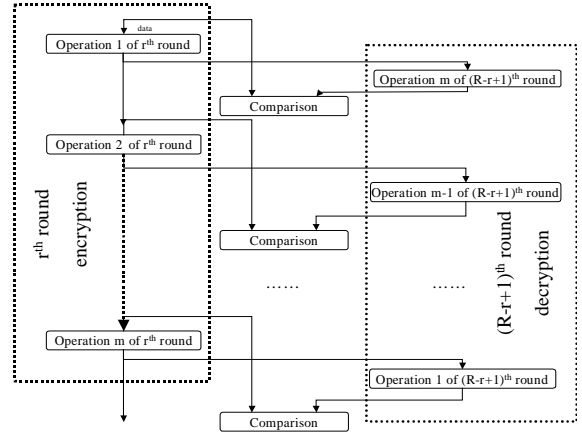 data
Operation 1 of rth round
Operation m of (R-r+1)th round
Comparison
Operation 2 of rth round
Operation m-1 of (R-r+1)th round
Comparison
rth round
encryption
(R-r+1)th round
decryption
……
……
Operation m of rth round
Operation 1 of (R-r+1)th round
Comparison